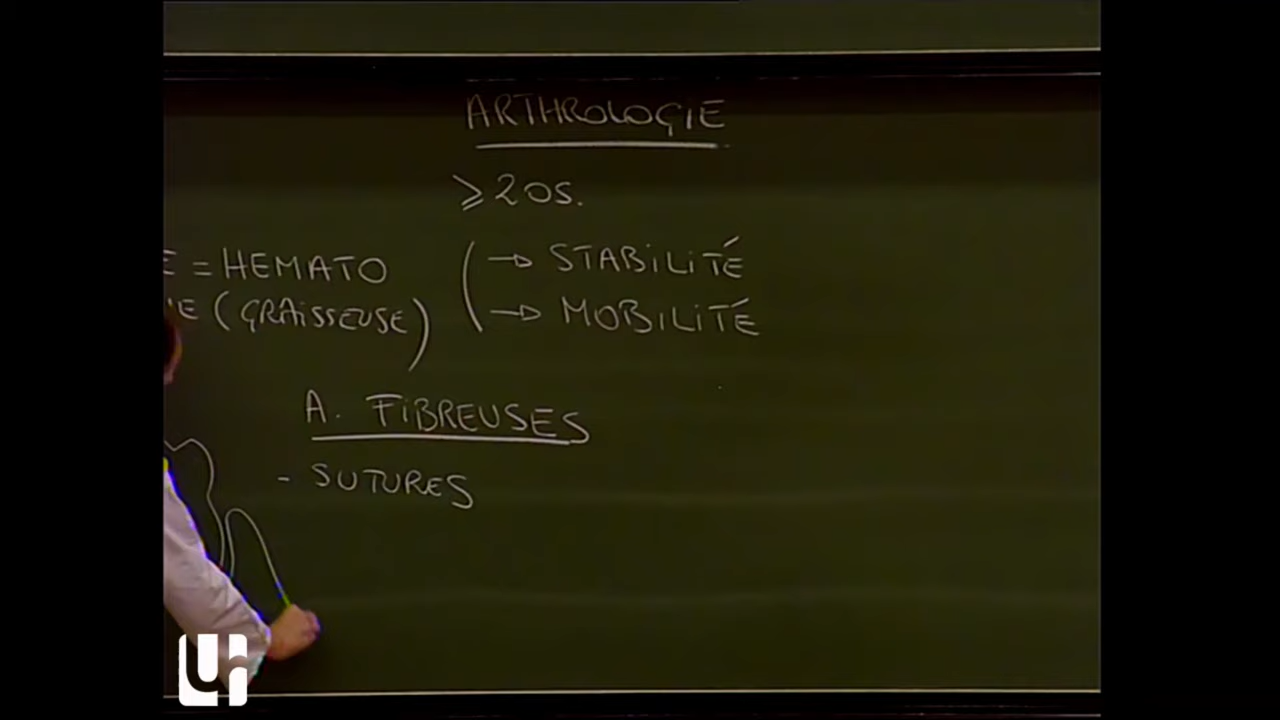 ARTHROLOGIE
≥ 2 OS.
= HEMATO
(GRAISSEUSE)
→ STABILITÉ
→ MOBILITÉ
A. FIBREUSES
- SUTURES